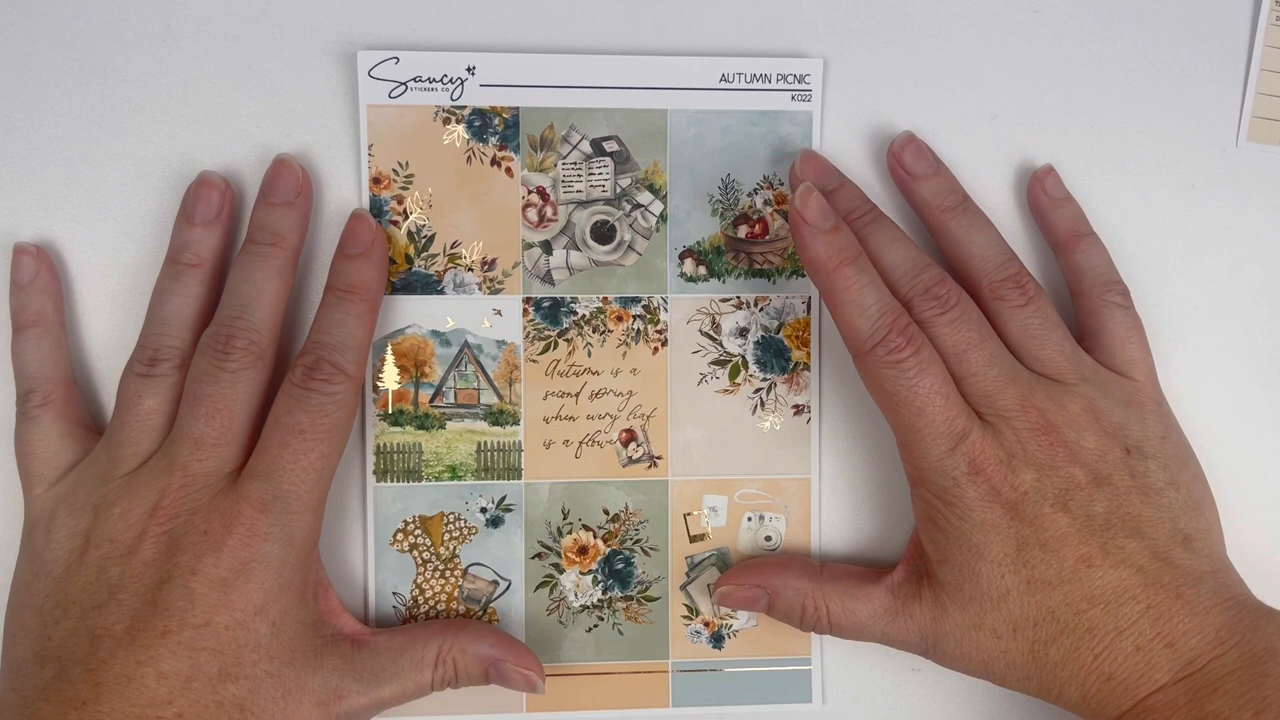 Saucy
STICKERS CO
AUTUMN PICNIC
K022
Autumn is a
second spring
when every leaf
is a flower